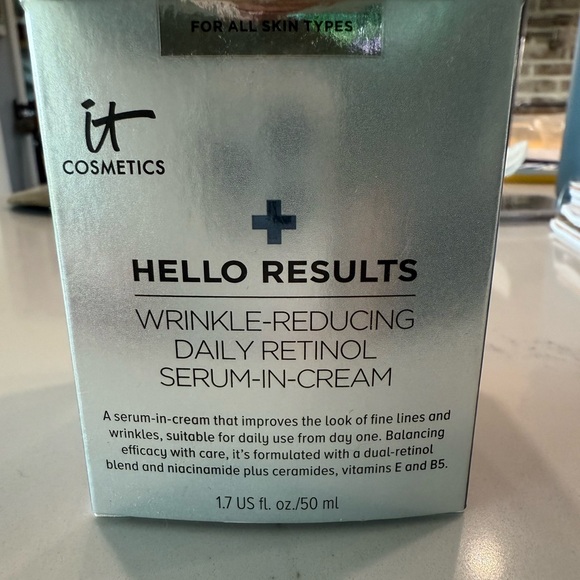 FOR ALL SKIN TYPES
it
COSMETICS
HELLO RESULTS
WRINKLE-REDUCING
DAILY RETINOL
SERUM-IN-CREAM
A serum-in-cream that improves the look of fine lines and
wrinkles, suitable for daily use from day one. Balancing
efficacy with care, it's formulated with a dual-retinol
blend and niacinamide plus ceramides, vitamins E and B5.
1.7 US fl. oz./50 ml